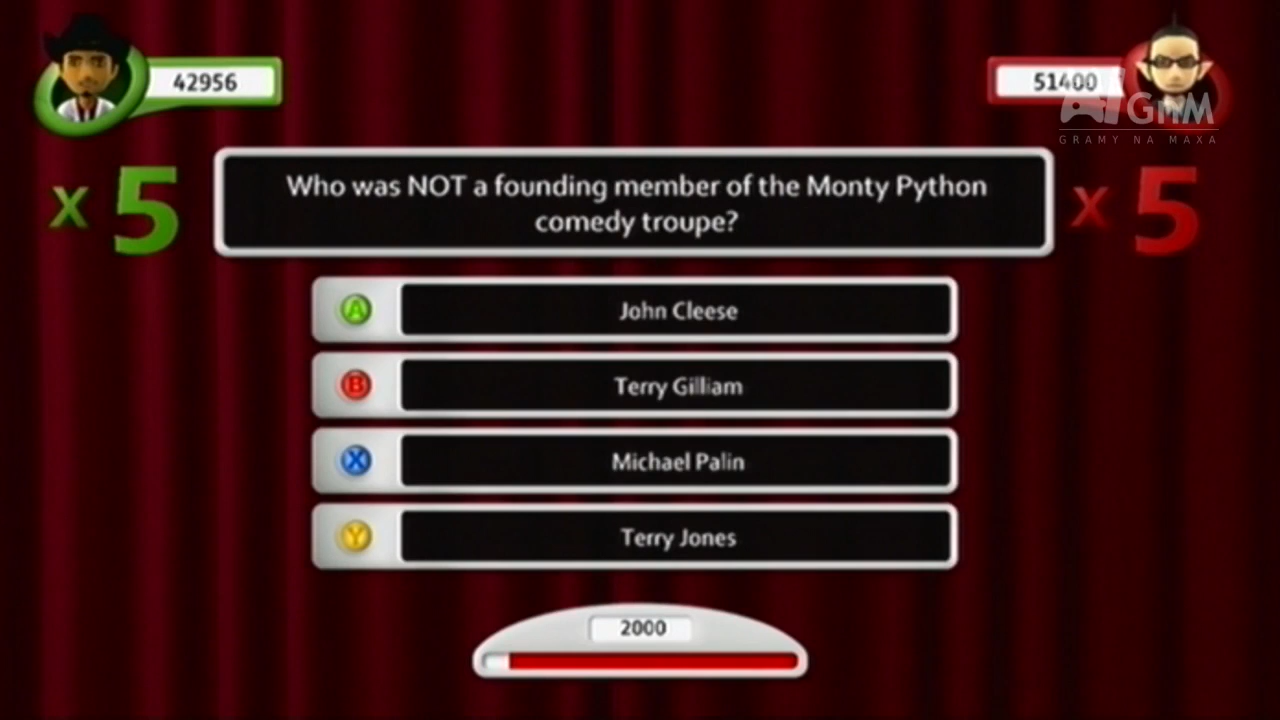 42956
51400
GMM
GRAMY NA MAXA
x 5
x 5
Who was NOT a founding member of the Monty Python
comedy troupe?
A
John Cleese
B
Terry Gilliam
X
Michael Palin
Y
Terry Jones
2000